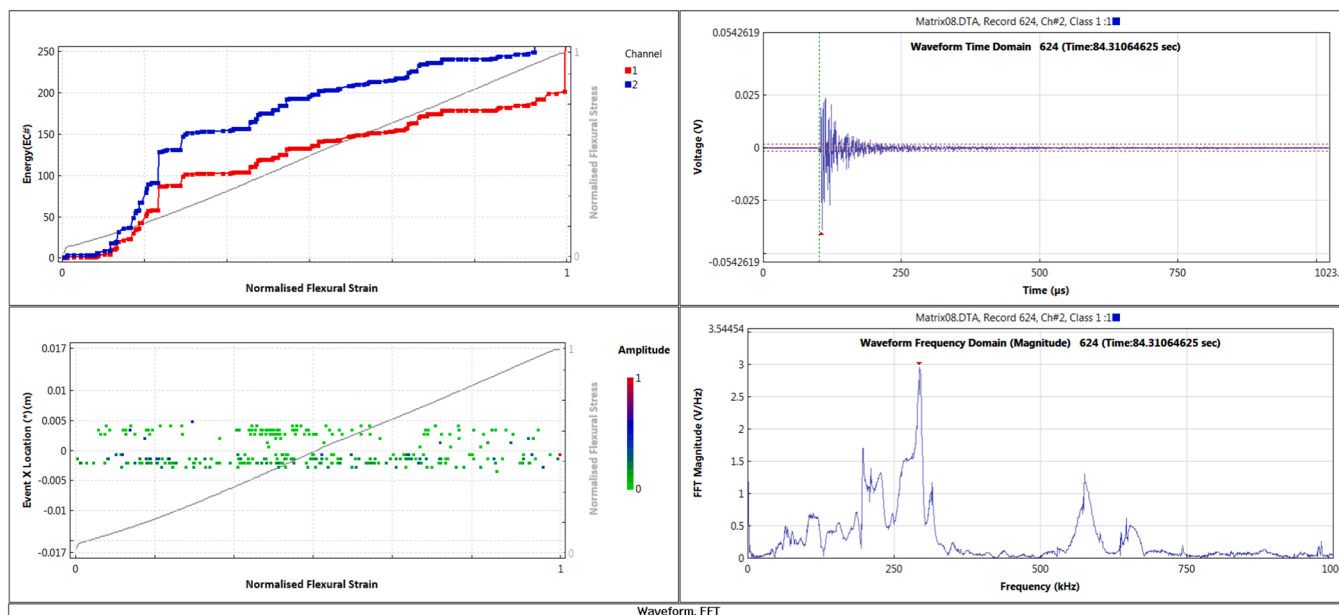 250
200
150
100
50
0
Energy(EC#)
0
1
Normalised Flexural Strain
1
0
Normalised Flexural Stress
Channel
1
2
Matrix08.DTA, Record 624, Ch#2, Class 1 :1
Waveform Time Domain 624 (Time:84.31064625 sec)
0.0542619
0.025
0
-0.025
-0.0542619
Voltage (V)
0
250
500
750
1023.
Time (µs)
0.017
0.01
0.005
0
-0.005
-0.01
-0.017
Event X Location (*)(m)
0
1
Normalised Flexural Strain
1
0
Normalised Flexural Stress
Amplitude
1
0
Matrix08.DTA, Record 624, Ch#2, Class 1 :1
Waveform Frequency Domain (Magnitude) 624 (Time:84.31064625 sec)
3.54454
3
2.5
2
1.5
1
0.5
0
FFT Magnitude (V/Hz)
0
250
500
750
1000
Frequency (kHz)
Waveform, FFT